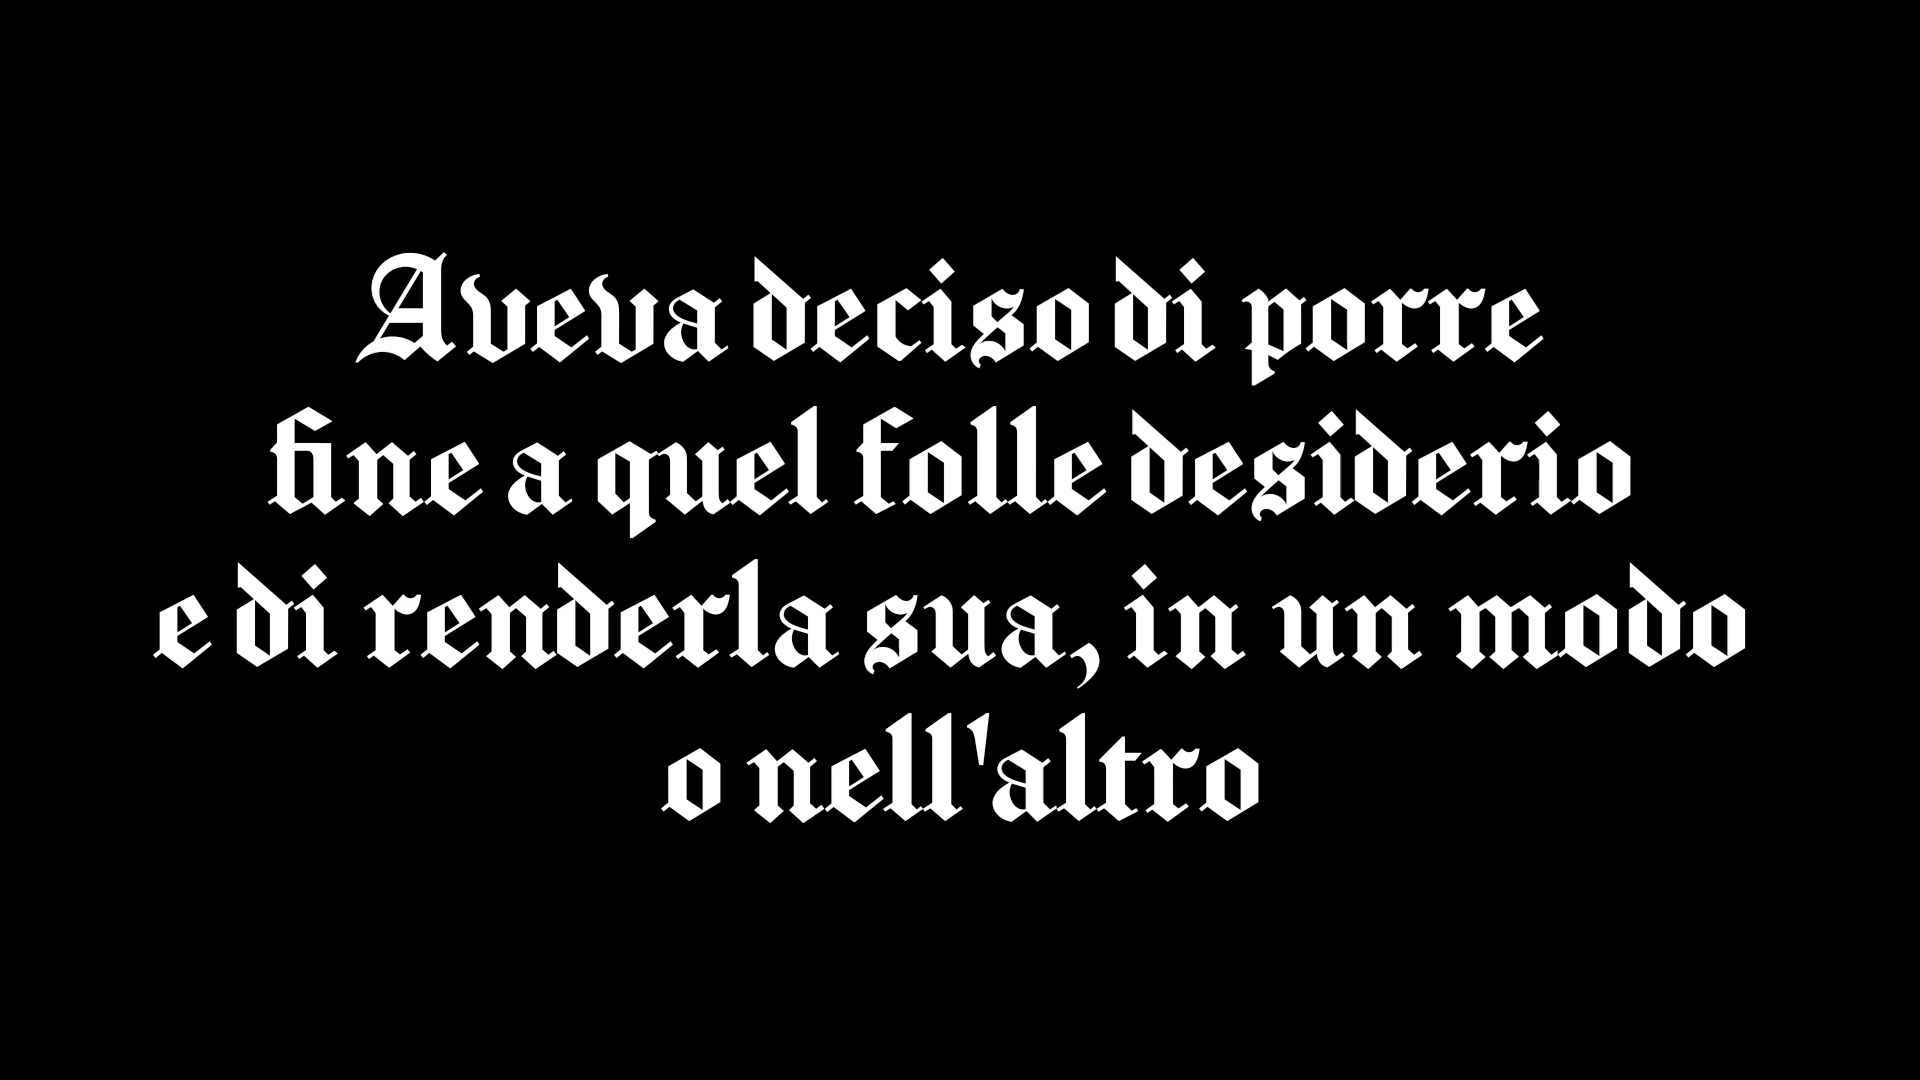 Aveva deciso di porre
fine a quel folle desiderio
e di renderla sua, in un modo
o nell'altro